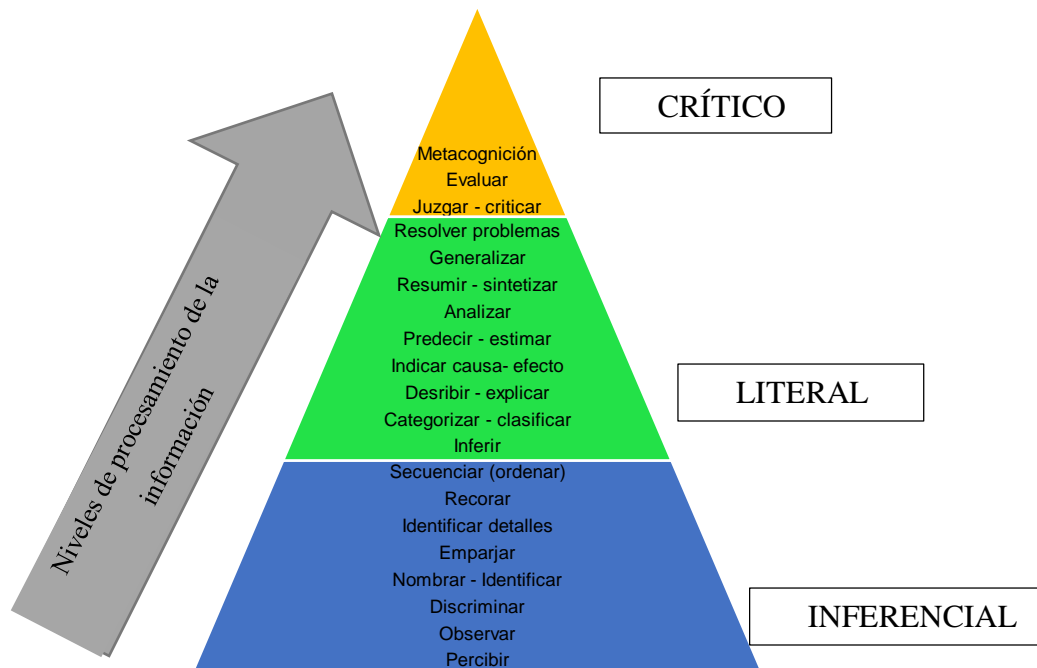 CRÍTICO
Metacognición
Evaluar
Juzgar - criticar
Resolver problemas
Generalizar
Resumir - sintetizar
Analizar
Predecir - estimar
Indicar causa- efecto
Desribir - explicar
Categorizar - clasificar
Inferir
LITERAL
Secuenciar (ordenar)
Recorar
Identificar detalles
Emparjar
Nombrar - Identificar
Discriminar
Observar
Percibir
INFERENCIAL
Niveles de procesamiento de la
información